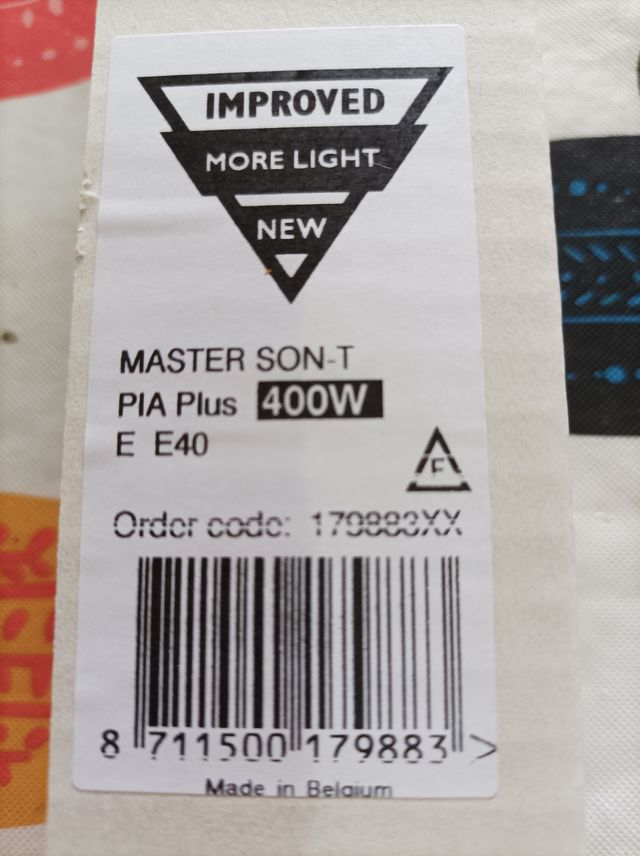 IMPROVED
MORE LIGHT
NEW
MASTER SON-T
PIA Plus 400W
E E40
E
Order code: 179883XX
8 711500 179883 >
Made in Belgium